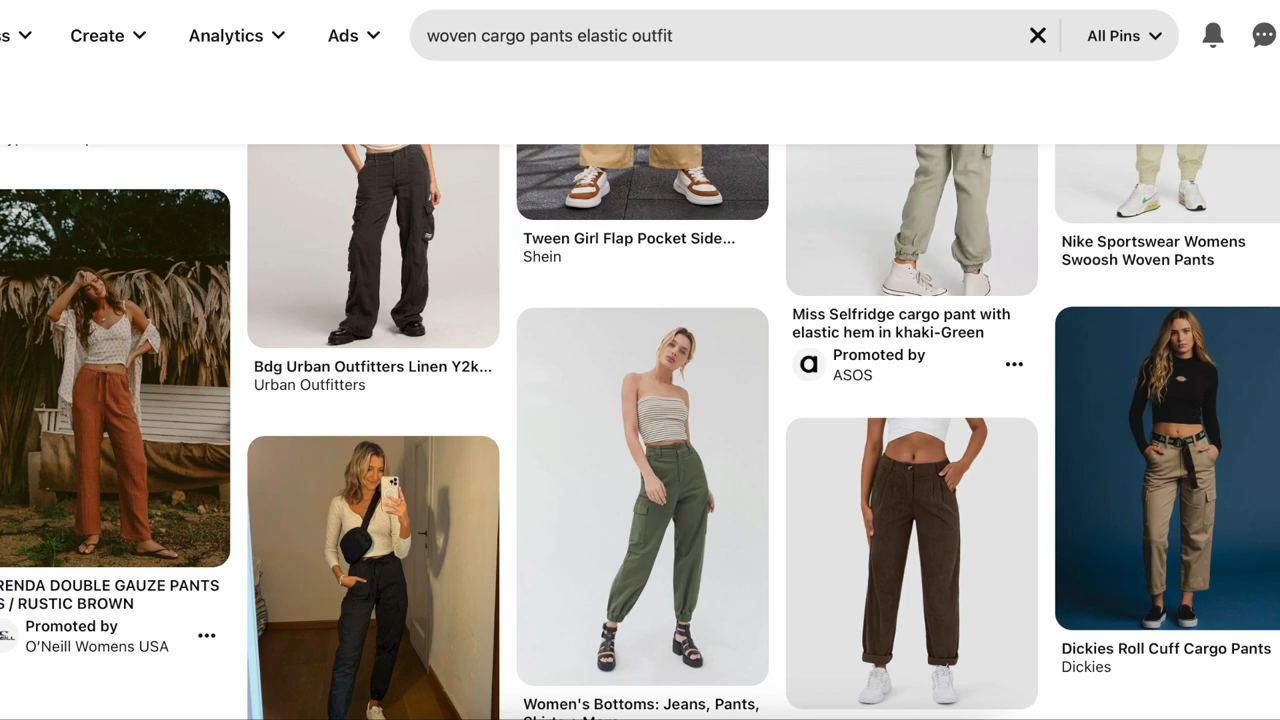 Create
Analytics
Ads
woven cargo pants elastic outfit
All Pins
RENDA DOUBLE GAUZE PANTS
S / RUSTIC BROWN
Promoted by
O'Neill Womens USA
Bdg Urban Outfitters Linen Y2k...
Urban Outfitters
Tween Girl Flap Pocket Side...
Shein
Women's Bottoms: Jeans, Pants,
Miss Selfridge cargo pant with
elastic hem in khaki-Green
a
Promoted by
ASOS
Nike Sportswear Womens
Swoosh Woven Pants
Dickies Roll Cuff Cargo Pants
Dickies